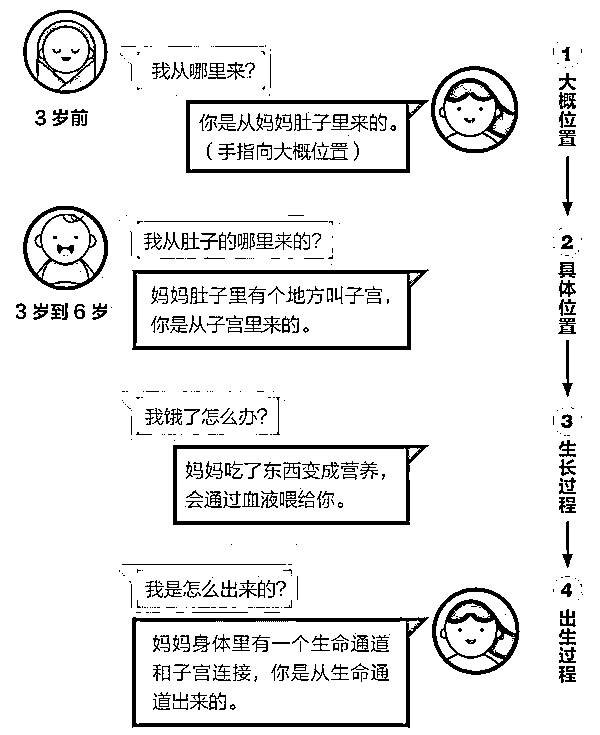 我从哪里来?
1
大概位置
3岁前
你是从妈妈肚子里来的。
(手指向大概位置)
我从肚子的哪里来的?
2
具体位置
3岁到6岁
妈妈肚子里有个地方叫子宫,
你是从子宫里来的。
我饿了怎么办?
3
生长过程
妈妈吃了东西变成营养,
会通过血液喂给你。
我是怎么出来的?
4
出生过程
妈妈身体里有一个生命通道
和子宫连接,你是从生命通
道出来的。